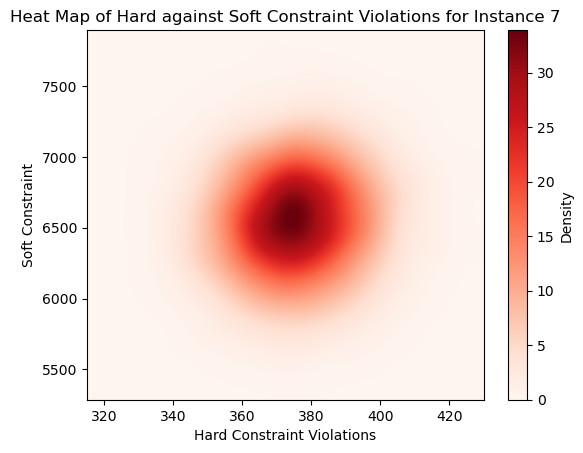 Heat Map of Hard against Soft Constraint Violations for Instance 7
7500
7000
6500
6000
5500
Soft Constraint
320 340 360 380 400 420
Hard Constraint Violations
30
25
20
15
10
5
0
Density